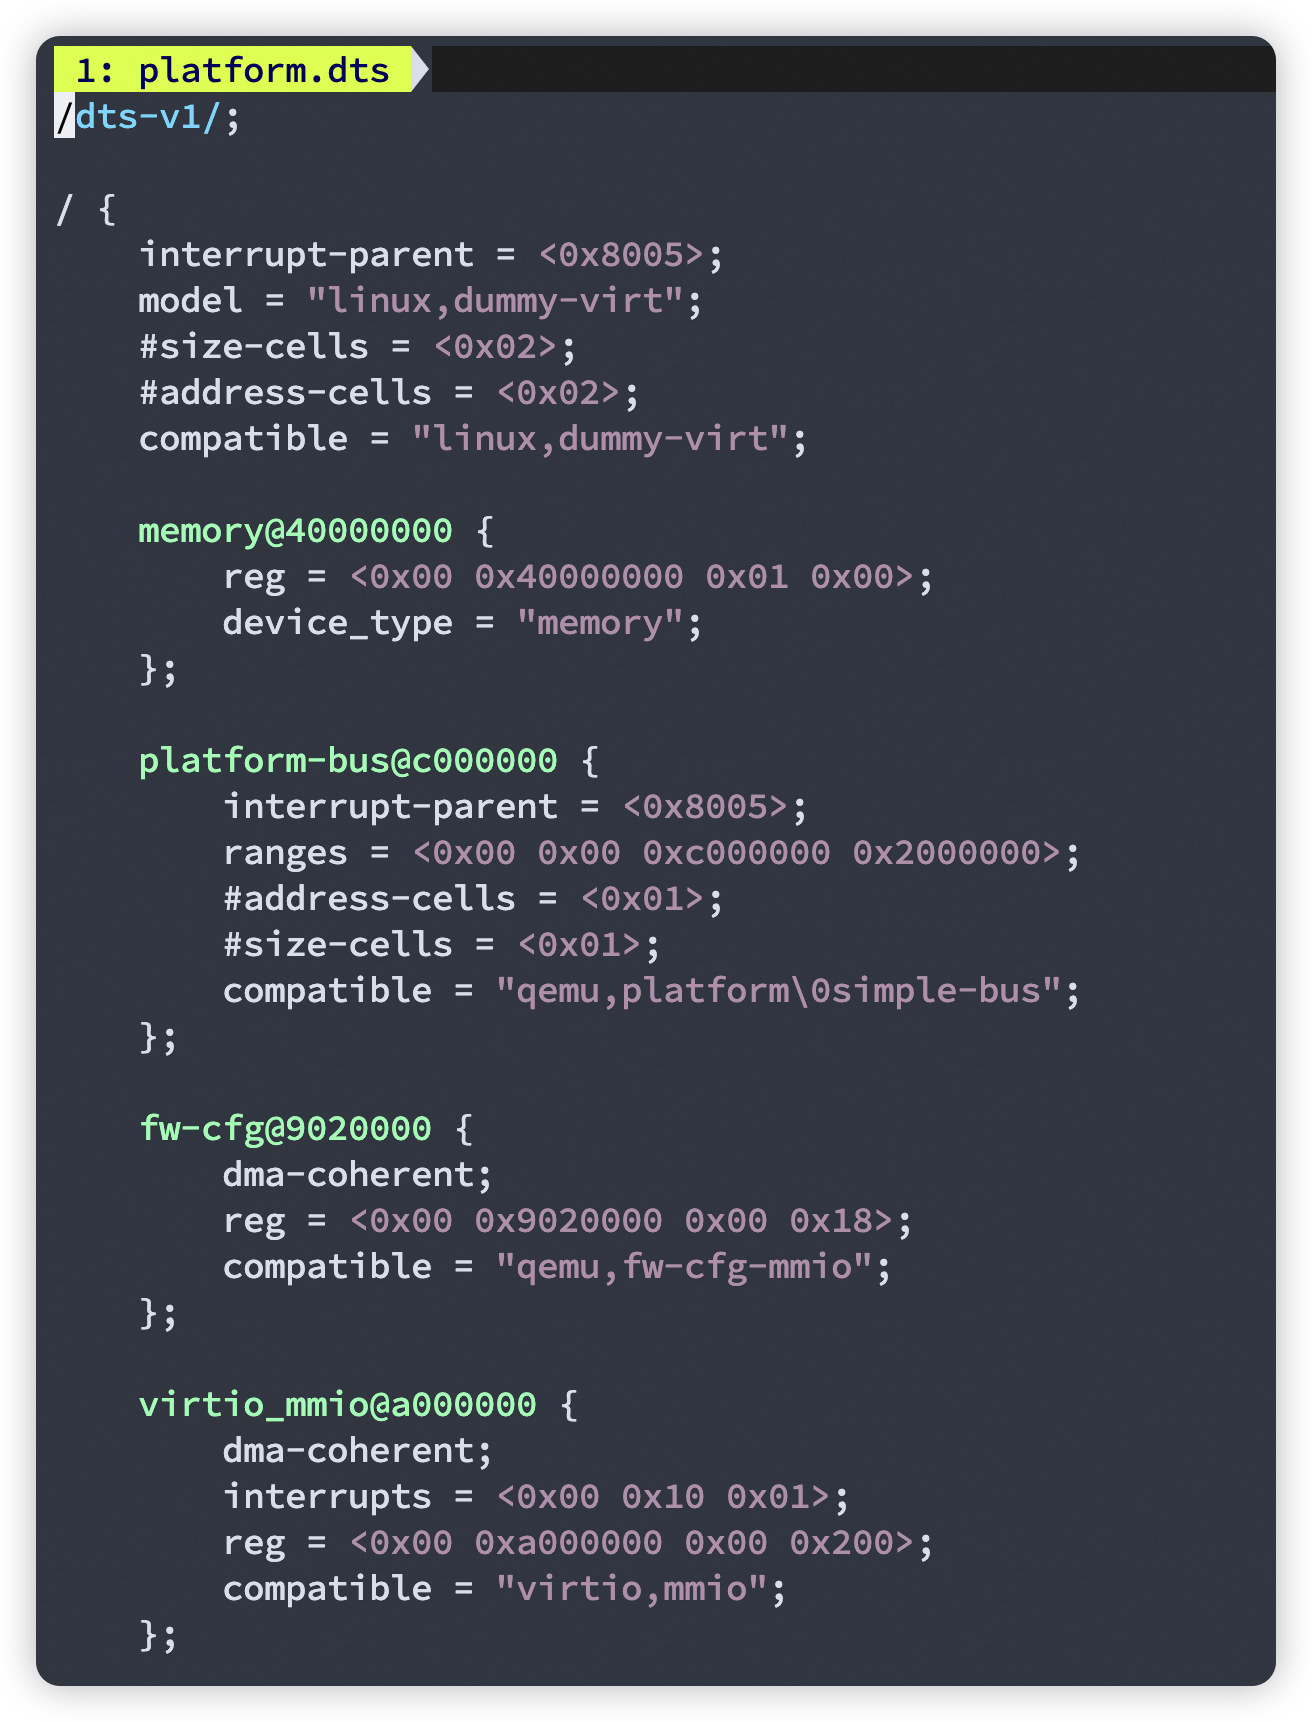 1: platform.dts
/dts-v1/;
/ {
interrupt-parent = <0x8005>;
model = "linux,dummy-virt";
#size-cells = <0x02>;
#address-cells = <0x02>;
compatible = "linux,dummy-virt";
memory@40000000 {
reg = <0x00 0x40000000 0x01 0x00>;
device_type = "memory";
};
platform-bus@c000000 {
interrupt-parent = <0x8005>;
ranges = <0x00 0x00 0xc000000 0x2000000>;
#address-cells = <0x01>;
#size-cells = <0x01>;
compatible = "qemu,platform\0simple-bus";
};
fw-cfg@9020000 {
dma-coherent;
reg = <0x00 0x9020000 0x00 0x18>;
compatible = "qemu,fw-cfg-mmio";
};
virtio_mmio@a000000 {
dma-coherent;
interrupts = <0x00 0x10 0x01>;
reg = <0x00 0xa000000 0x00 0x200>;
compatible = "virtio,mmio";
};